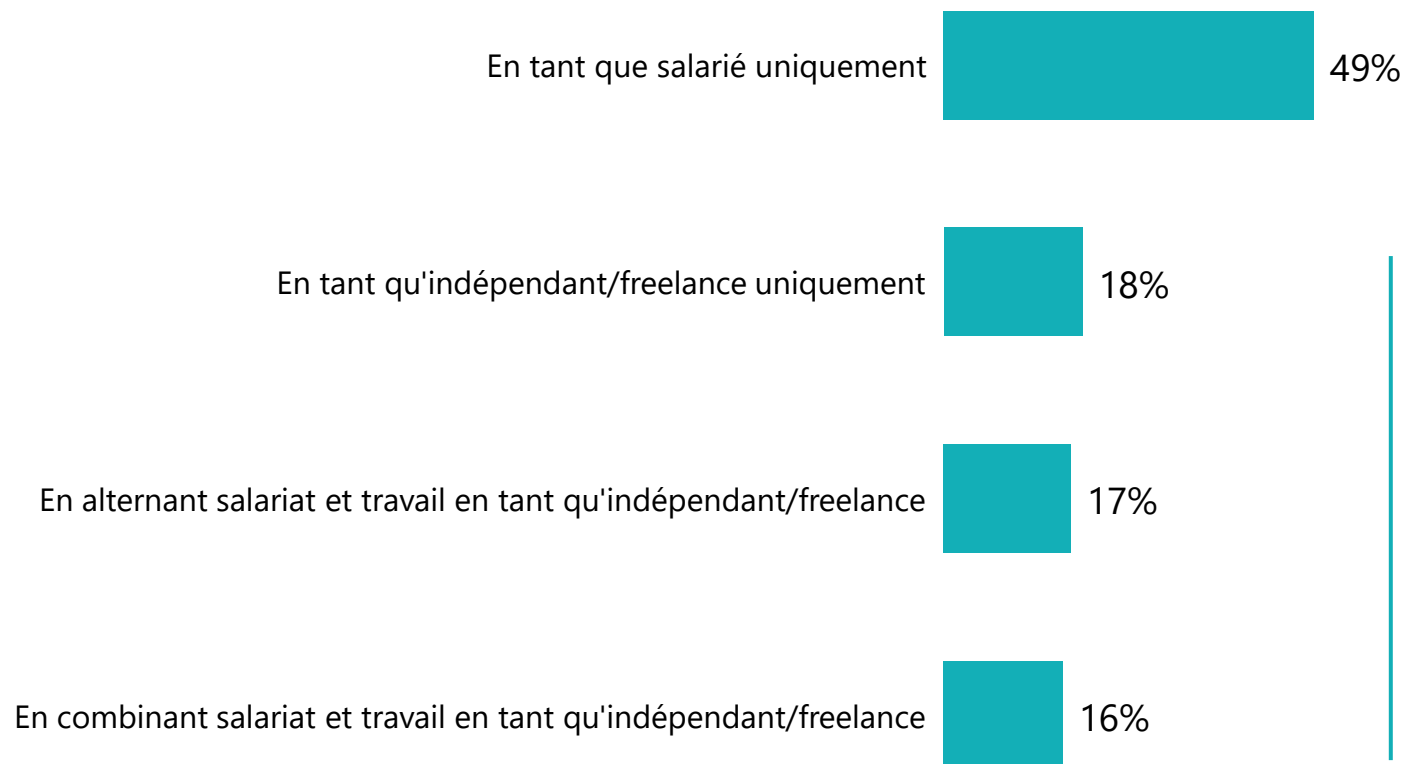 En tant que salarié uniquement 49%
En tant qu'indépendant/freelance uniquement 18%
En alternant salariat et travail en tant qu'indépendant/freelance 17%
En combinant salariat et travail en tant qu'indépendant/freelance 16%